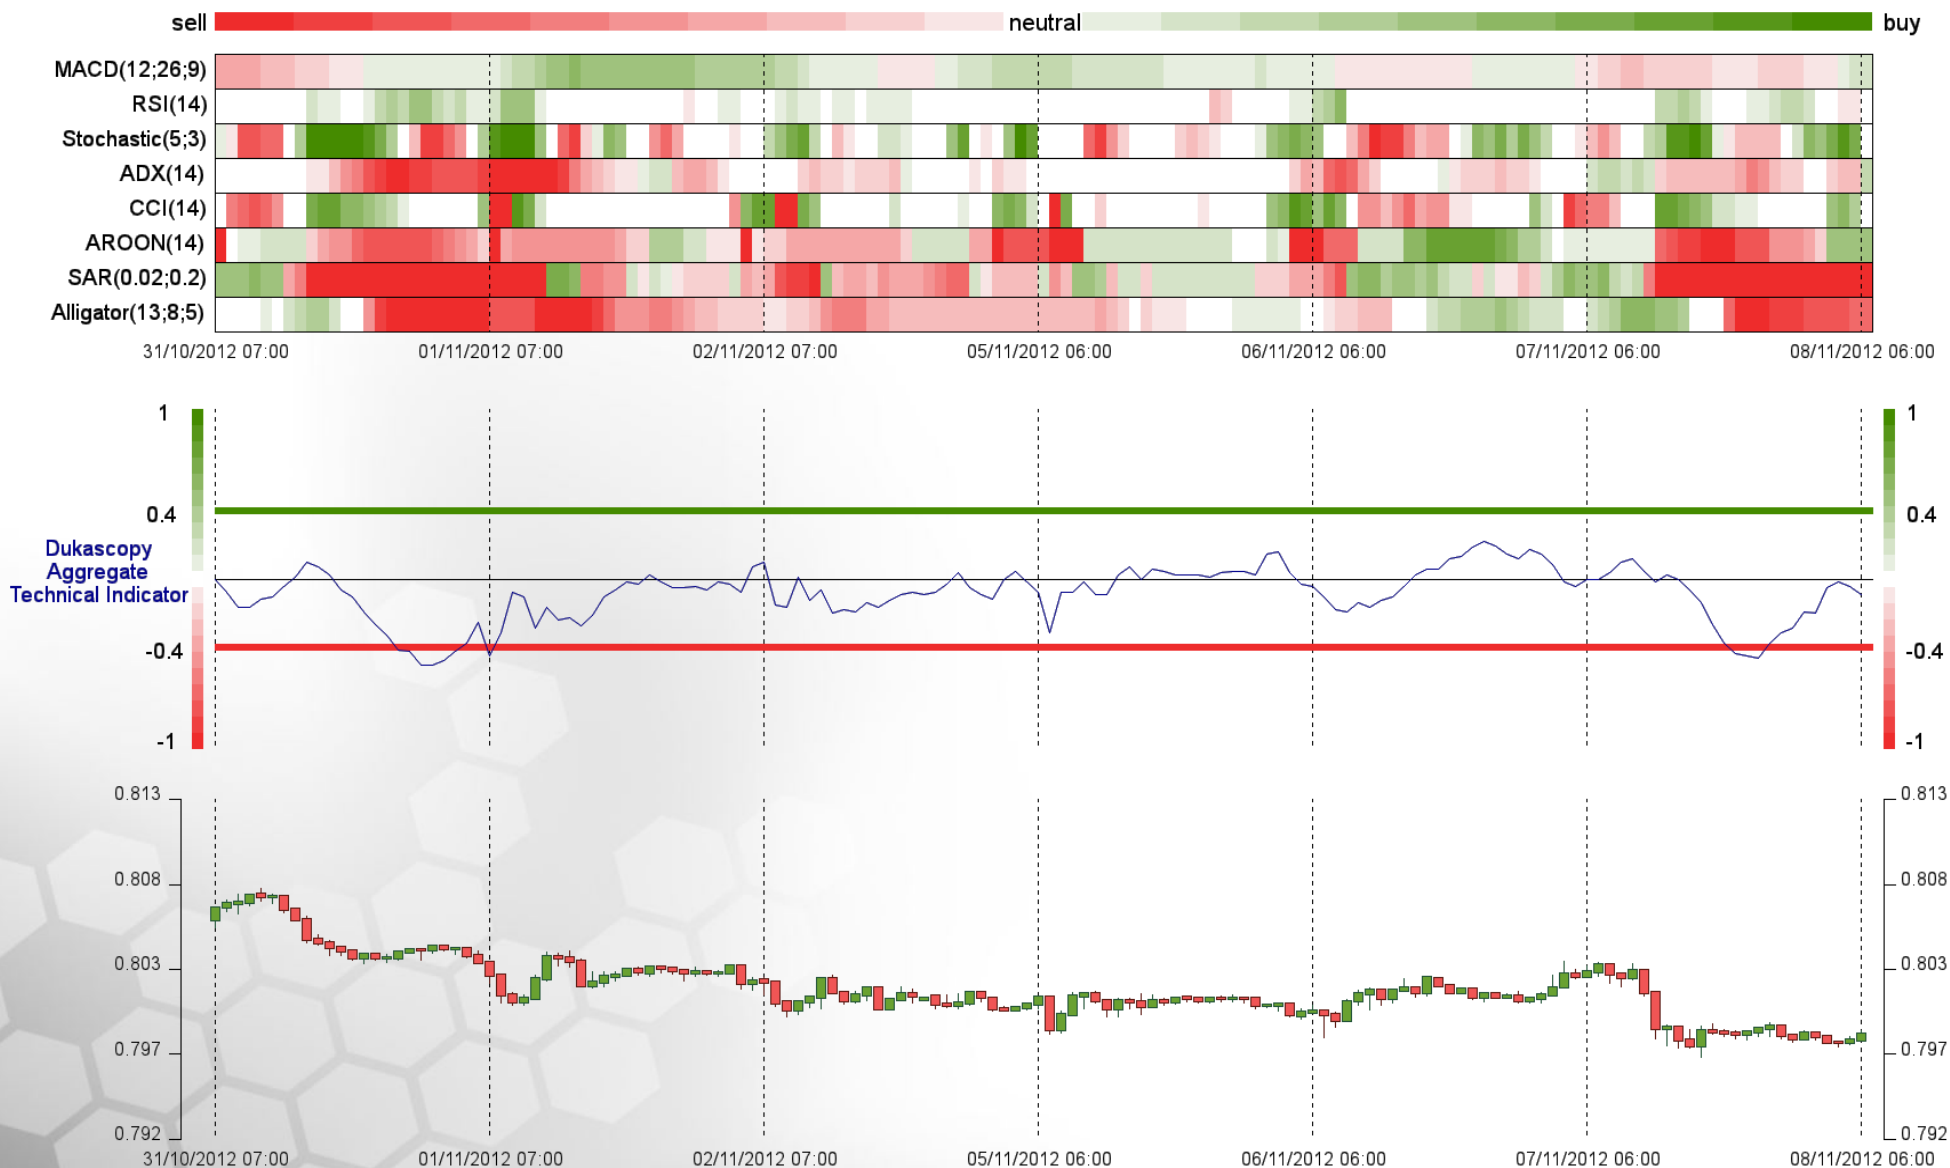 sell neutral buy
MACD(12;26;9)
RSI(14)
Stochastic(5;3)
ADX(14)
CCI(14)
AROON(14)
SAR(0.02;0.2)
Alligator(13;8;5)
31/10/2012 07:00 01/11/2012 07:00 02/11/2012 07:00 05/11/2012 06:00 06/11/2012 06:00 07/11/2012 06:00 08/11/2012 06:00
1 1
0.4 0.4
Dukascopy
Aggregate
Technical Indicator
-0.4 -0.4
-1 -1
0.813 0.813
0.808 0.808
0.803 0.803
0.797 0.797
0.792 0.792
31/10/2012 07:00 01/11/2012 07:00 02/11/2012 07:00 05/11/2012 06:00 06/11/2012 06:00 07/11/2012 06:00 08/11/2012 06:00